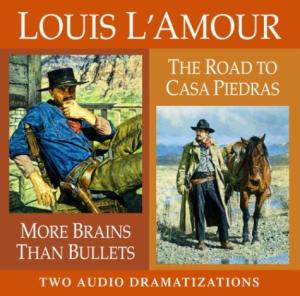 LOUIS L'AMOUR
THE ROAD TO
CASA PIEDRAS
MORE BRAINS
THAN BULLETS
TWO AUDIO DRAMATIZATIONS